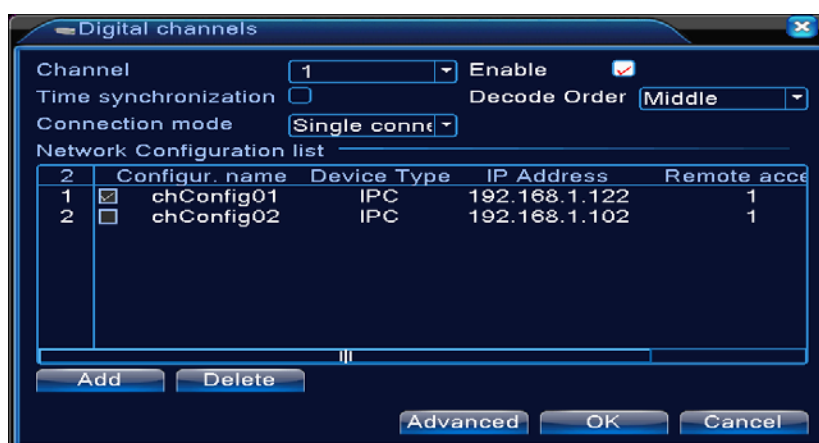 Digital channels
Channel 1 Enable
Time synchronization Decode Order Middle
Connection mode Single conne
Network Configuration list
2 Configur. name Device Type IP Address Remote acce
1 chConfig01 IPC 192.168.1.122 1
2 chConfig02 IPC 192.168.1.102 1
Add Delete
Advanced OK Cancel